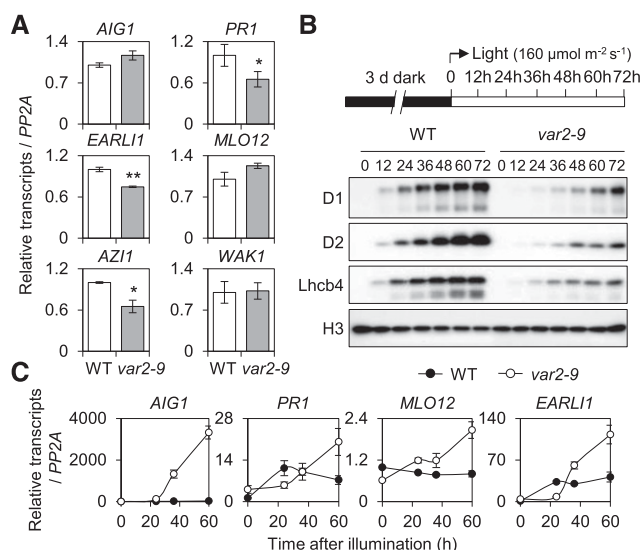 A
Relative transcripts / PP2A
AIG1
1.4
0.7
0
PR1
1.2
0.6
0
*
EARLI1
1.2
0.6
0
**
MLO12
1.4
0.7
0
AZI1
1.2
0.6
0
*
WAK1
1.4
0.7
0
WT var2-9
WT var2-9
B
Light (160 µmol m-2 s-1)
3 d dark
0 12h 24h 36h 48h 60h 72h
WT var2-9
0 12 24 36 48 60 72 0 12 24 36 48 60 72
D1
D2
Lhcb4
H3
WT var2-9
C
Relative transcripts
/ PP2A
AIG1
4000
2000
0
0 20 40 60
PR1
28
14
0
0 20 40 60
MLO12
2.4
1.2
0
0 20 40 60
EARLI1
140
70
0
0 20 40 60
Time after illumination (h)